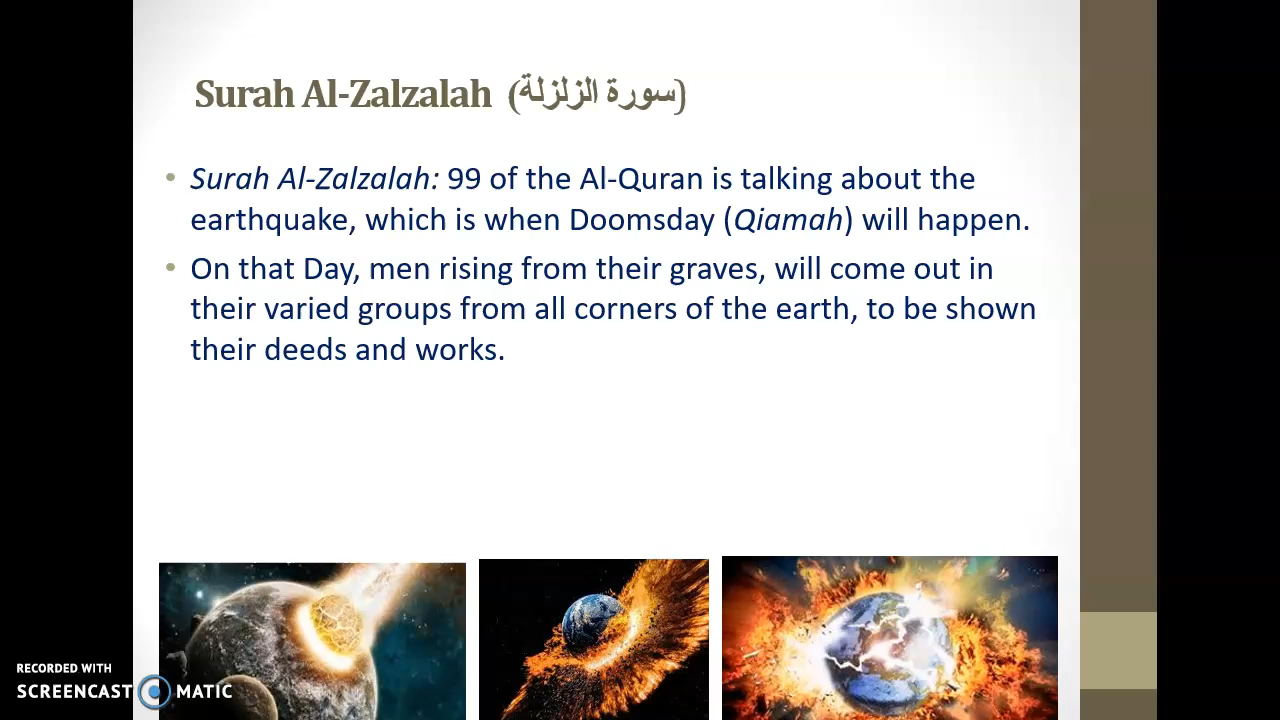 Surah Al-Zalzalah (سورة الزلزلة)
• Surah Al-Zalzalah: 99 of the Al-Quran is talking about the
earthquake, which is when Doomsday (Qiamah) will happen.
• On that Day, men rising from their graves, will come out in
their varied groups from all corners of the earth, to be shown
their deeds and works.
RECORDED WITH
SCREENCAST MATIC